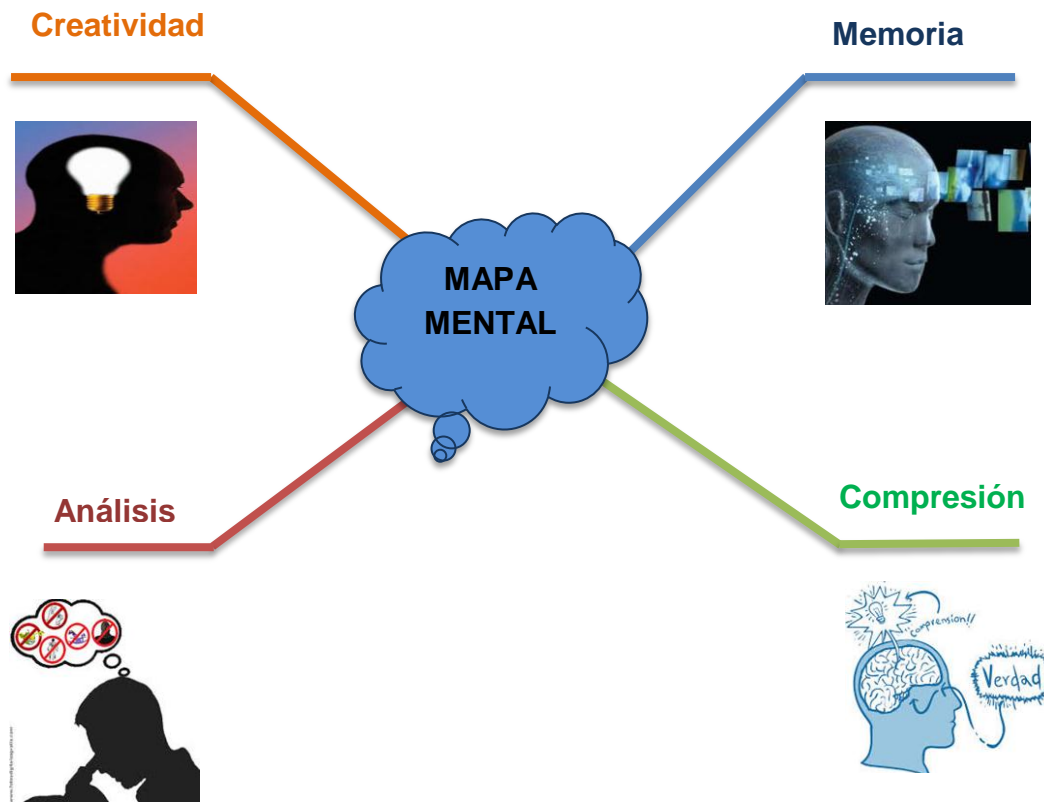 Creatividad
Memoria
MAPA
MENTAL
Análisis
Compresión
comprension!!
Verdad